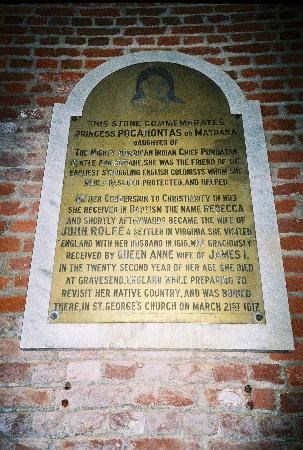 THIS STONE COMMEMORATES
PRINCESS POCAHONTAS OR MATOAKA
DAUGHTER OF
THE MIGHTY AMERICAN INDIAN CHIEF POWHATAN
GENTLE AND HUMANE, SHE WAS THE FRIEND OF THE
EARLIEST STRUGGLING ENGLISH COLONISTS WHOM SHE
NOBLY RESCUED, PROTECTED, AND HELPED.
ON HER CONVERSION TO CHRISTIANITY IN 1613
SHE RECEIVED IN BAPTISM THE NAME REBECCA
AND SHORTLY AFTERWARDS BECAME THE WIFE OF
JOHN ROLFE A SETTLER IN VIRGINIA. SHE VISITED
ENGLAND WITH HER HUSBAND IN 1616, WAS GRACIOUSLY
RECEIVED BY QUEEN ANNE WIFE OF JAMES I.
IN THE TWENTY SECOND YEAR OF HER AGE SHE DIED
AT GRAVESEND, ENGLAND WHILE PREPARING TO
REVISIT HER NATIVE COUNTRY, AND WAS BURIED
THERE, IN ST. GEORGE'S CHURCH ON MARCH 21ST 1617